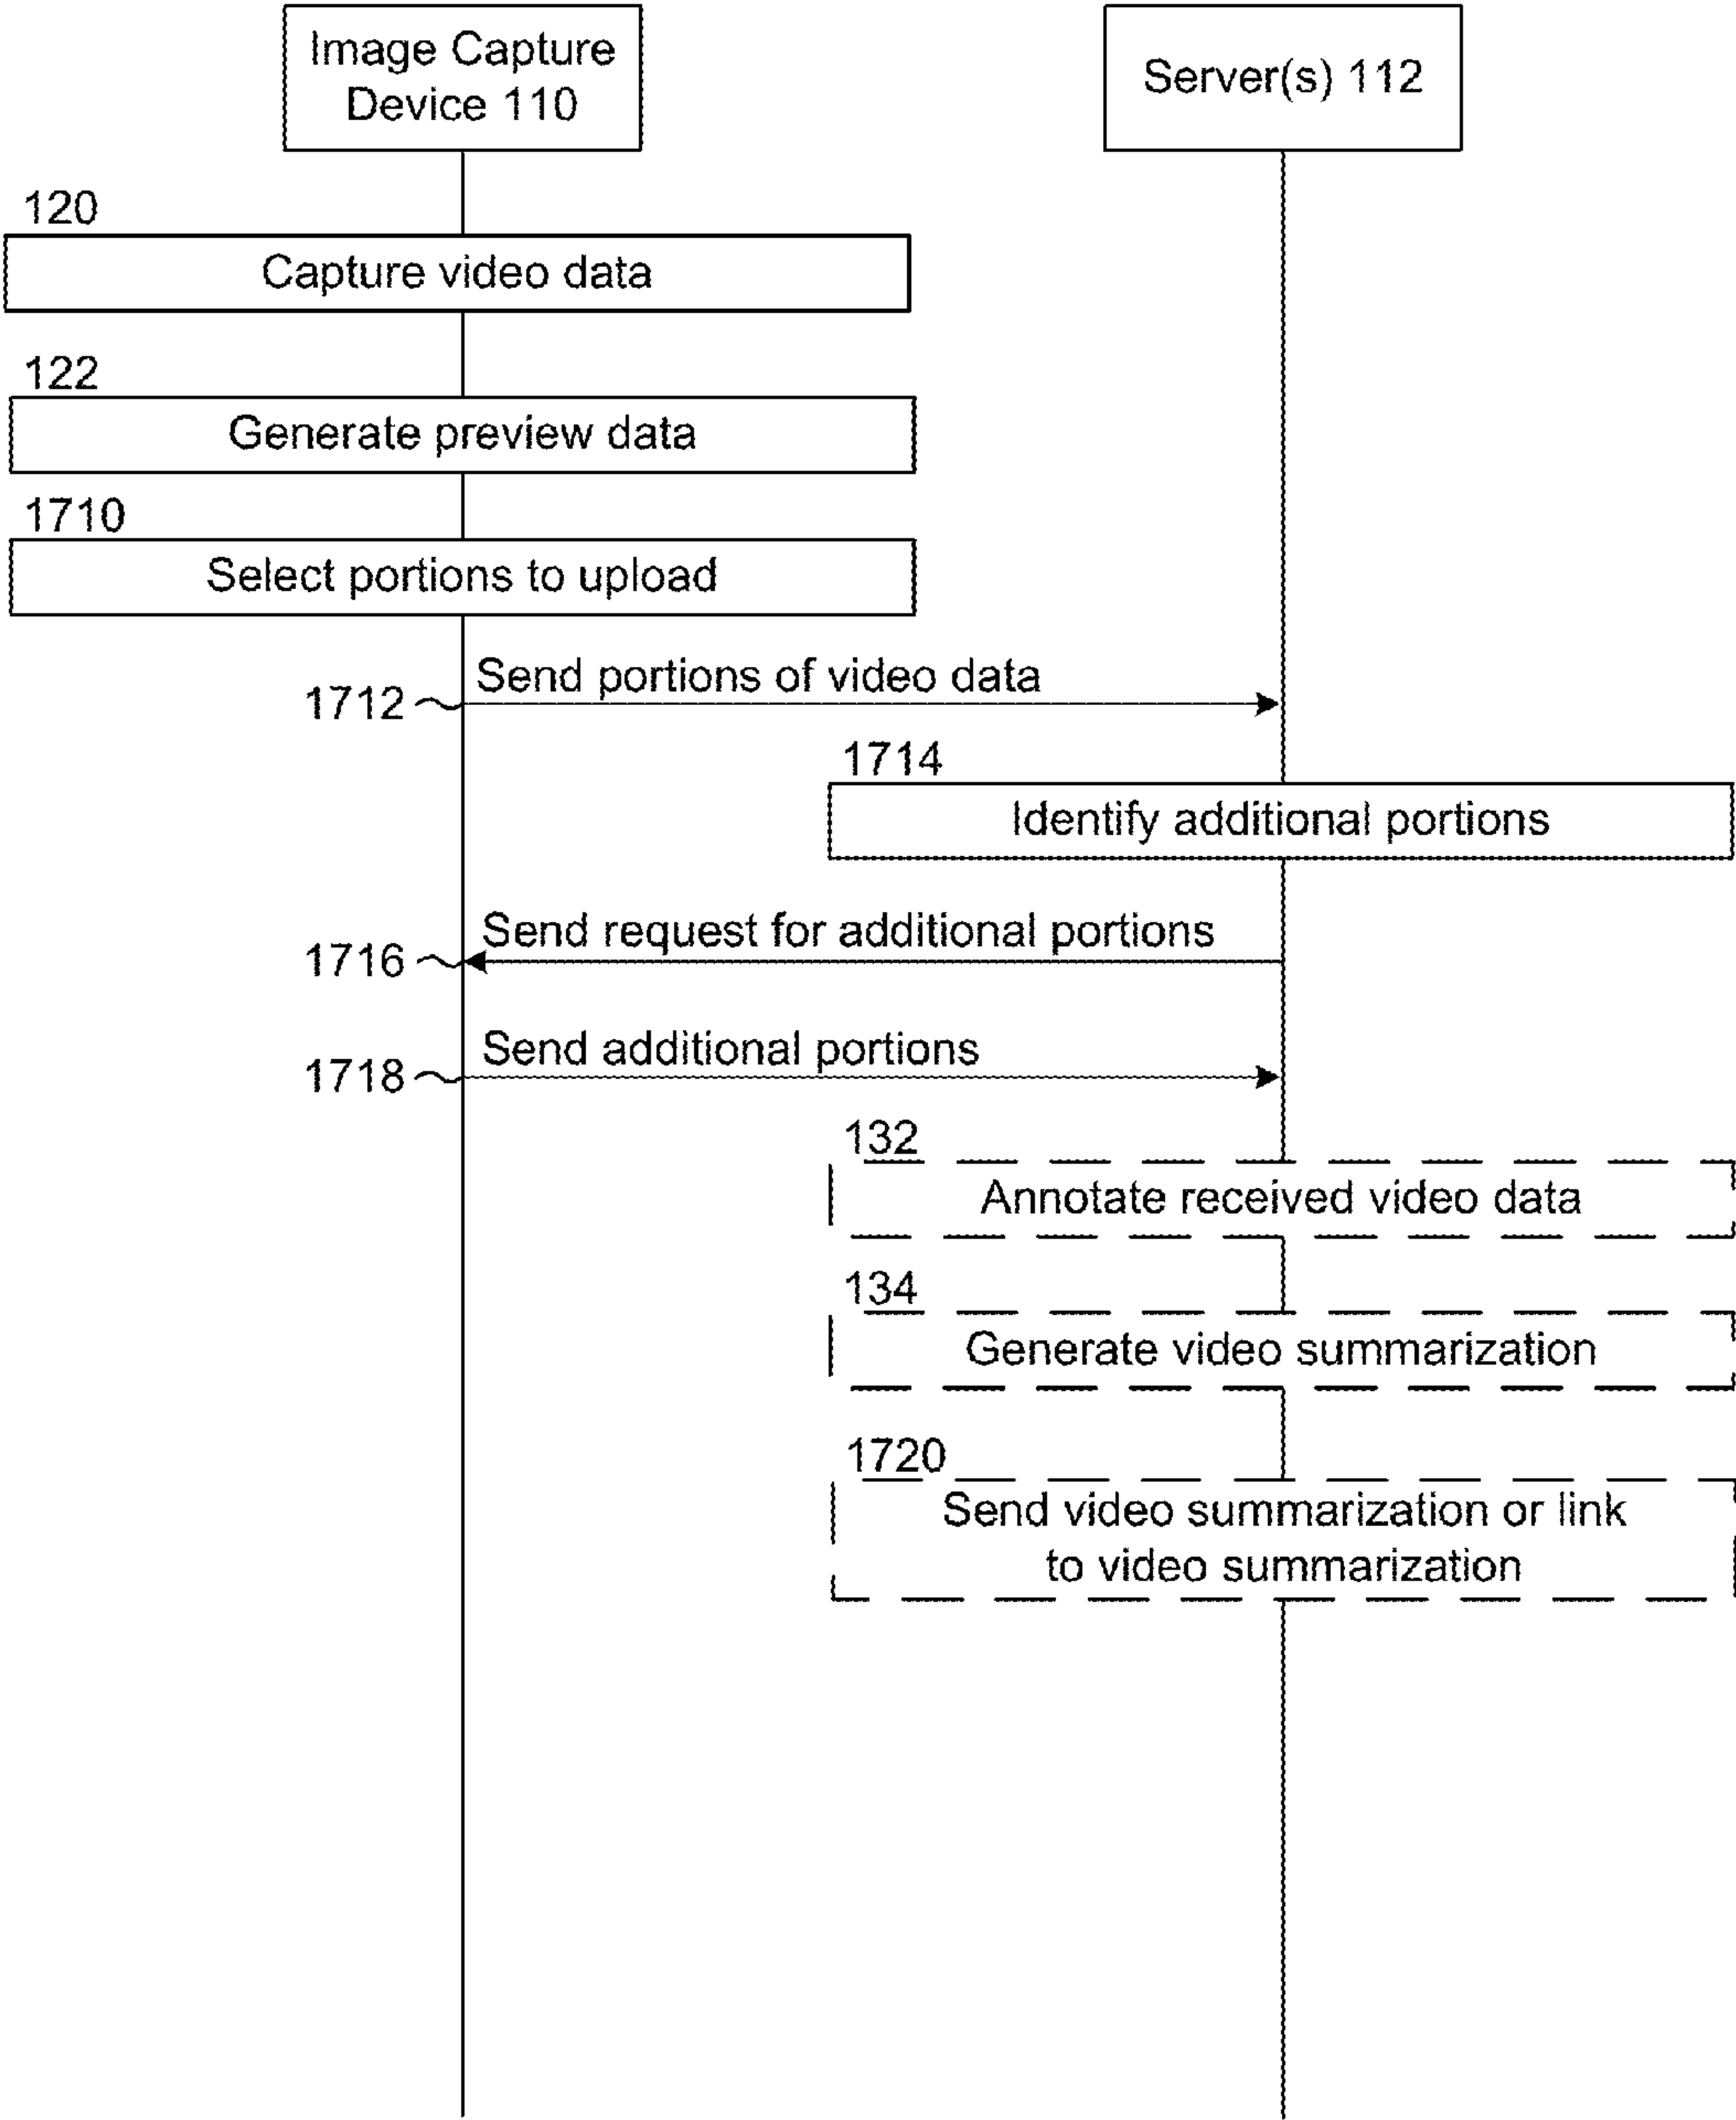 Image Capture
Device 110
Server(s) 112
120
Capture video data
122
Generate preview data
1710
Select portions to upload
Send portions of video data
1712
1714
Identify additional portions
Send request for additional portions
1716
Send additional portions
1718
132
Annotate received video data
134
Generate video summarization
1720
Send video summarization or link
to video summarization